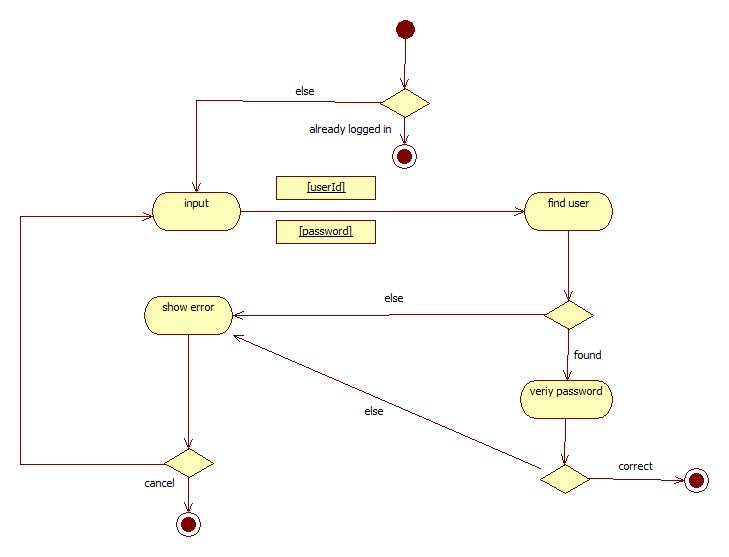 else
already logged in
[userId]
input
find user
[password]
else
show error
found
veriy password
else
correct
cancel